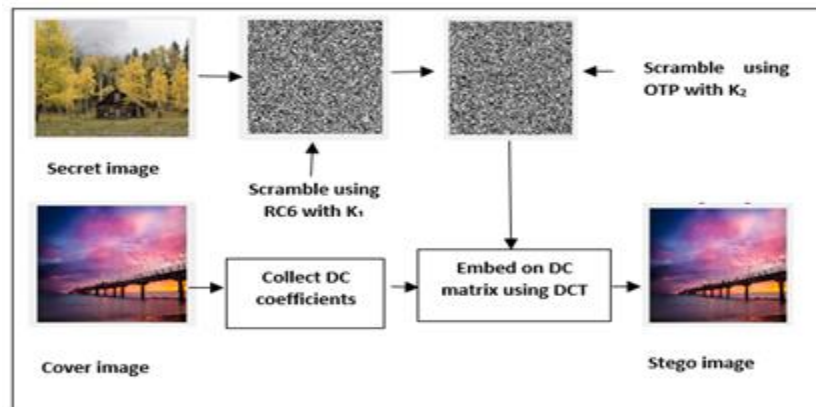 Scramble using
OTP with K₂
Secret image
Scramble using
RC6 with K₁
Collect DC
coefficients
Embed on DC
matrix using DCT
Cover image
Stego image